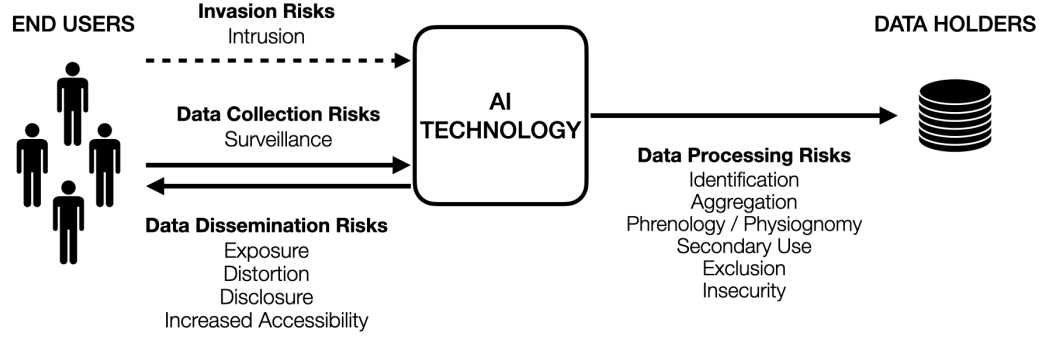 END USERS
Invasion Risks
Intrusion
Data Collection Risks
Surveillance
Data Dissemination Risks
Exposure
Distortion
Disclosure
Increased Accessibility
AI
TECHNOLOGY
DATA HOLDERS
Data Processing Risks
Identification
Aggregation
Phrenology / Physiognomy
Secondary Use
Exclusion
Insecurity